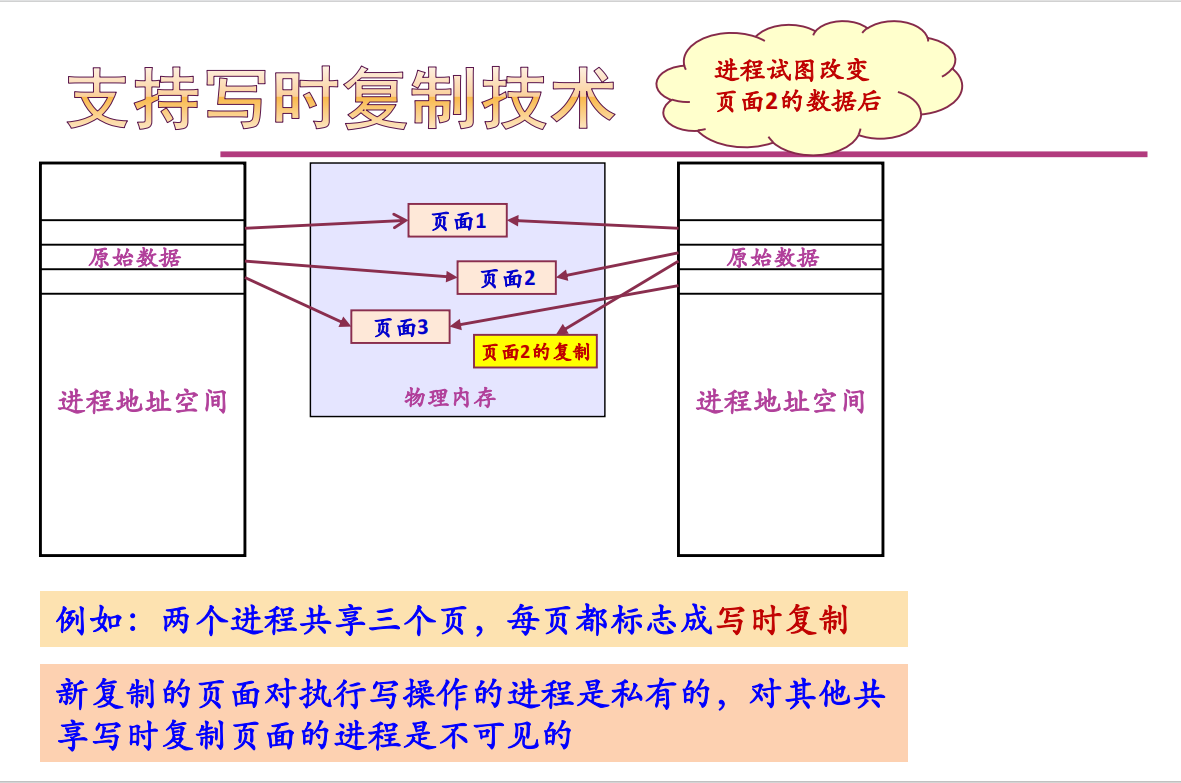 支持写时复制技术
进程试图改变
页面2的数据后
页面1
原始数据
原始数据
页面2
页面3
页面2的复制
物理内存
进程地址空间
进程地址空间
例如：两个进程共享三个页，每页都标志成写时复制
新复制的页面对执行写操作的进程是私有的，对其他共
享写时复制页面的进程是不可见的